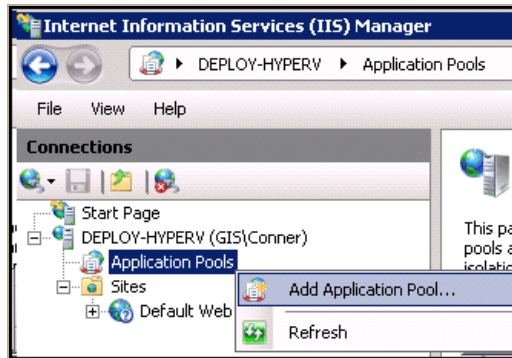 Internet Information Services (IIS) Manager
DEPLOY-HYPERV Application Pools
File View Help
Connections
Start Page
DEPLOY-HYPERV (GIS\Conner)
Application Pools
Sites
Default Web
This pa
pools a
Add Application Pool...
Refresh